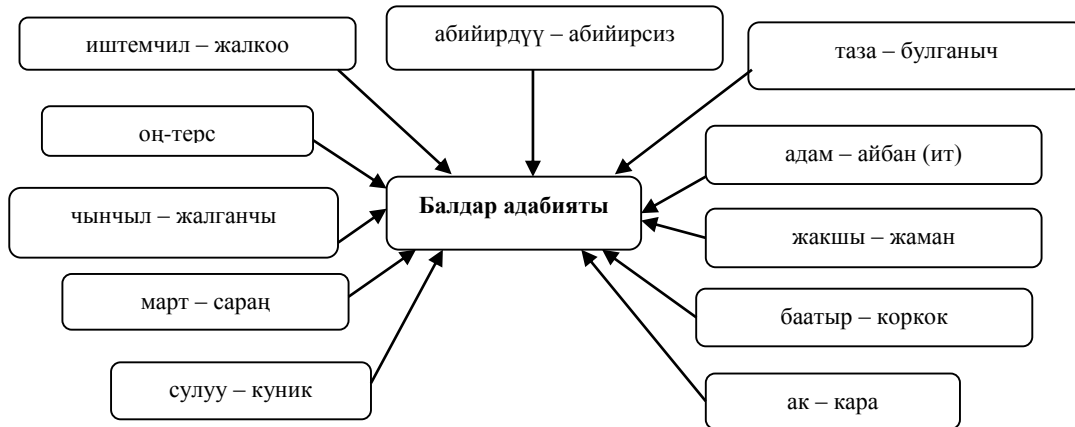 иштемчил – жалкоо
абийирдүү – абийирсиз
таза – булганыч
оң-терс
адам – айбан (ит)
Балдар адабияты
чынчыл – жалганчы
жакшы – жаман
март – сараң
баатыр – коркок
сулуу – куник
ак – кара